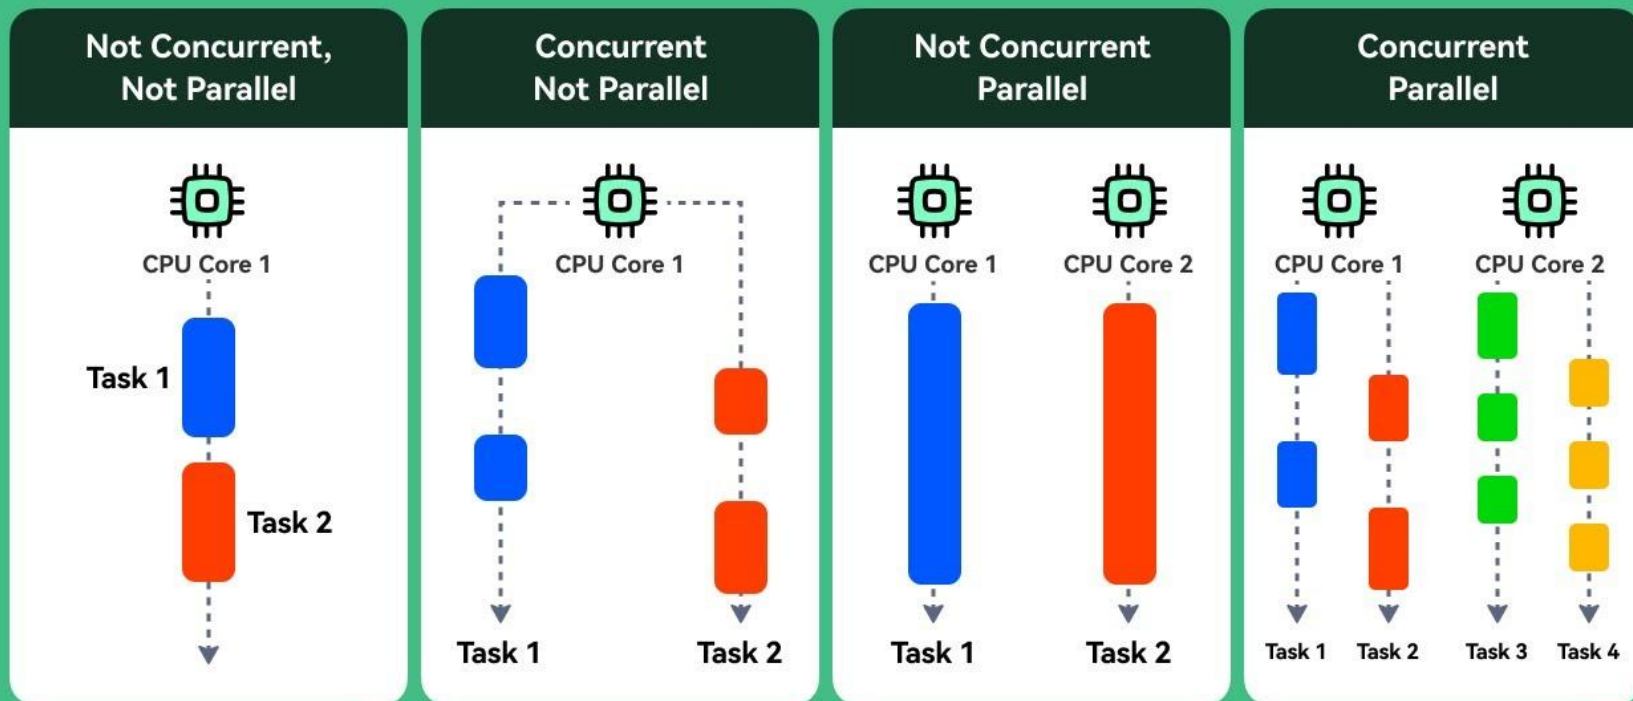 Not Concurrent,
Not Parallel
CPU Core 1
Task 1
Task 2
Concurrent
Not Parallel
CPU Core 1
Task 1
Task 2
Not Concurrent
Parallel
CPU Core 1
CPU Core 2
Task 1
Task 2
Concurrent
Parallel
CPU Core 1
CPU Core 2
Task 1
Task 2
Task 3
Task 4